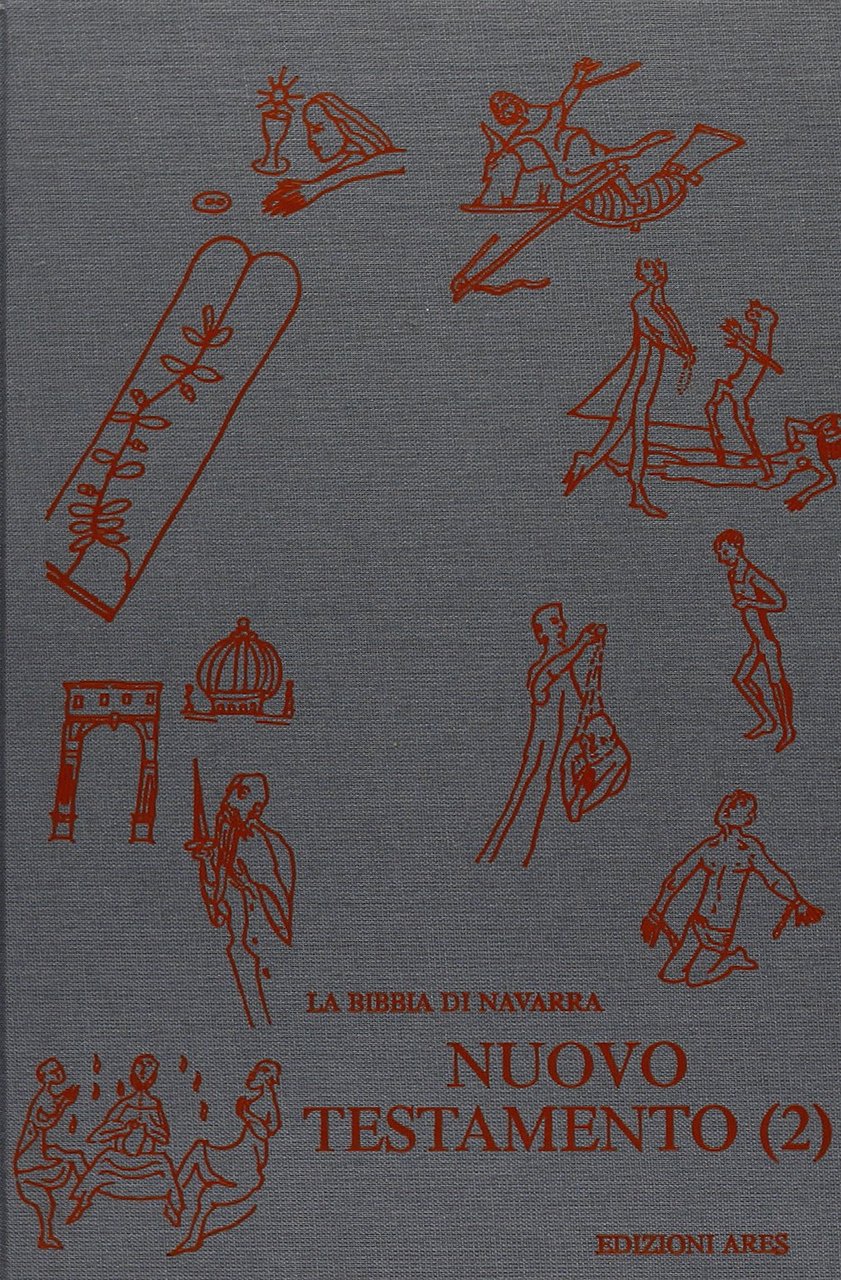 LA BIBBIA DI NAVARRA
NUOVO
TESTAMENTO (2)
EDIZIONI ARES